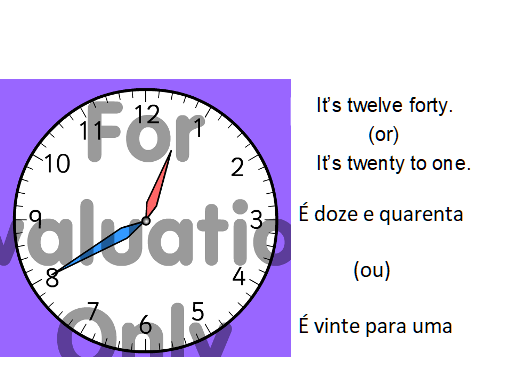 For
Evaluation
Only
12
1
2
3
4
5
6
7
8
9
10
11
It's twelve forty.
(or)
It's twenty to one.
É doze e quarenta
(ou)
É vinte para uma